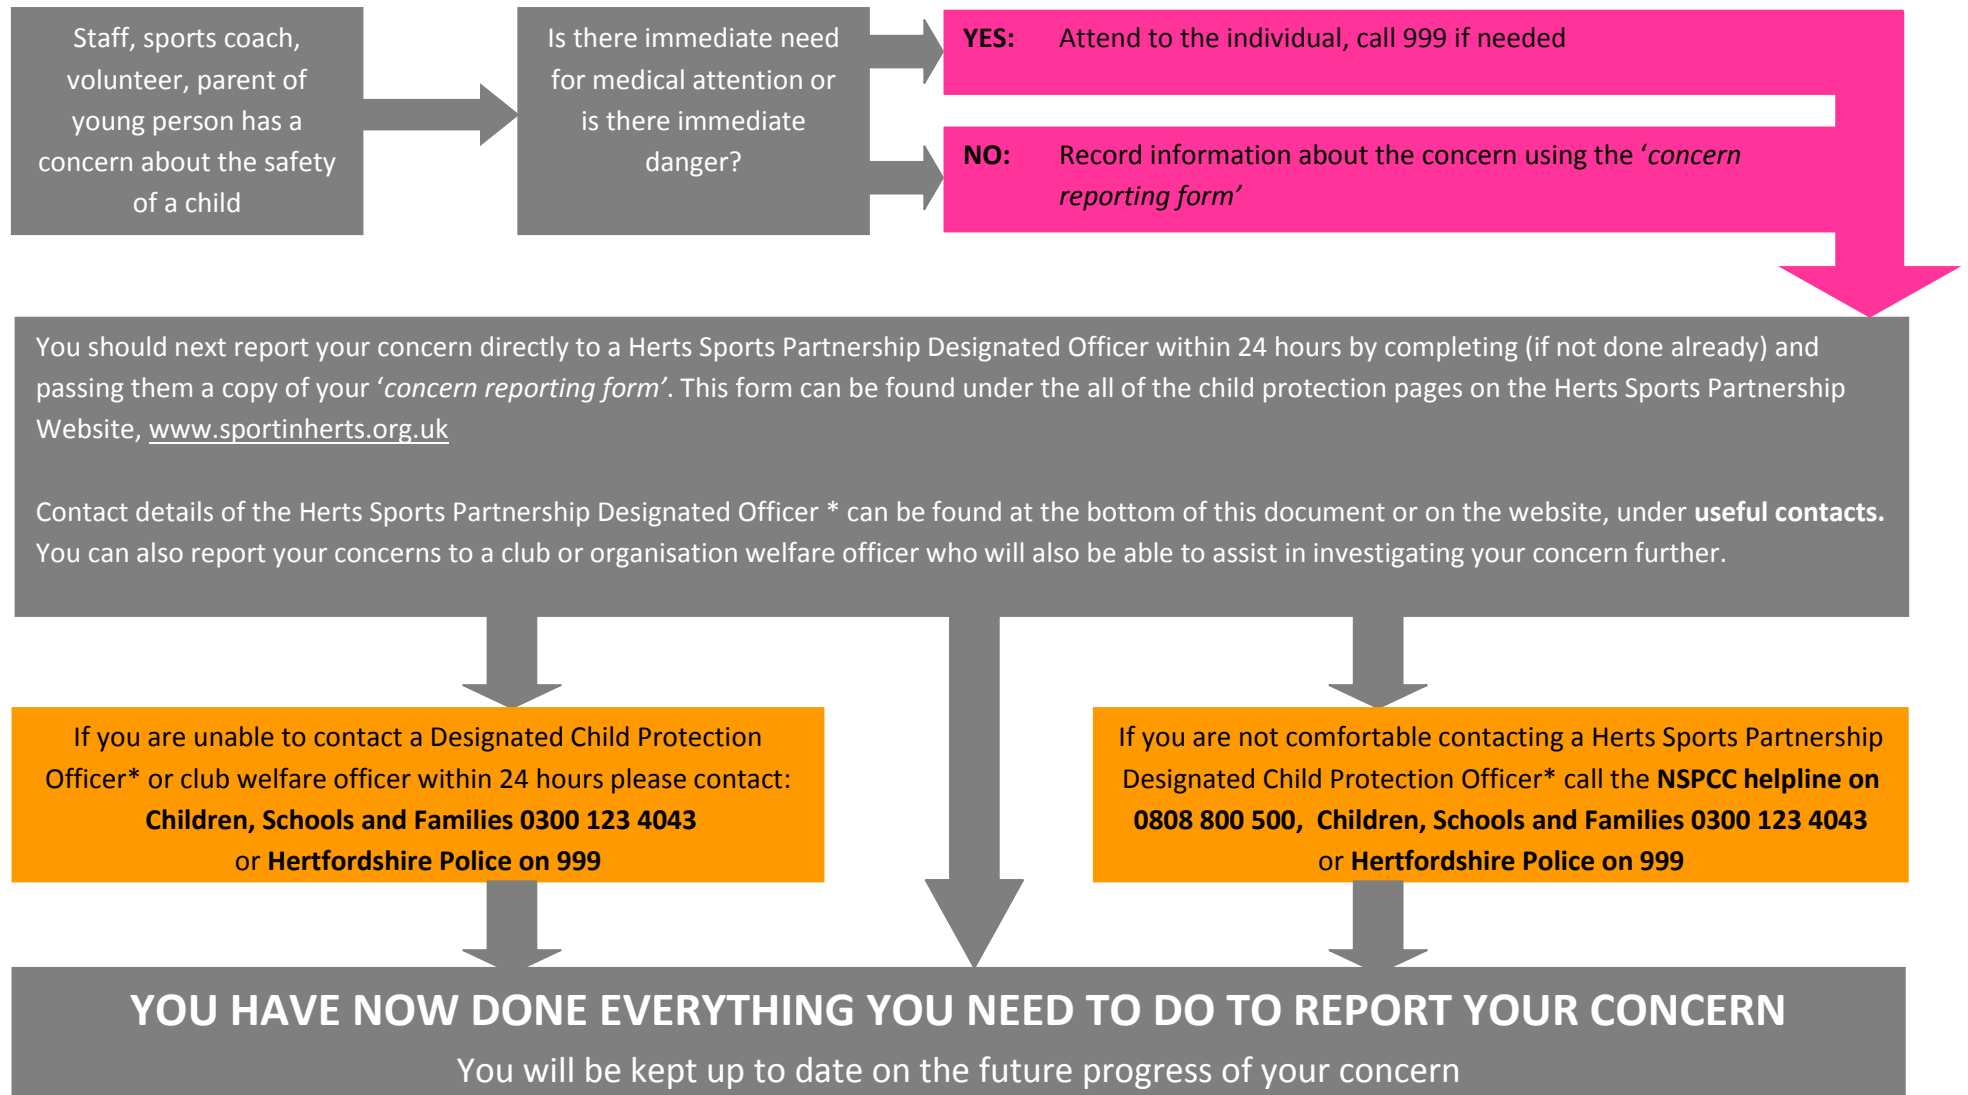 Staff, sports coach,
volunteer, parent of
young person has a
concern about the safety
of a child
Is there immediate need
for medical attention or
is there immediate
danger?
YES: Attend to the individual, call 999 if needed
NO: Record information about the concern using the ‘concern
reporting form’
You should next report your concern directly to a Herts Sports Partnership Designated Officer within 24 hours by completing (if not done already) and
passing them a copy of your ‘concern reporting form’. This form can be found under the all of the child protection pages on the Herts Sports Partnership
Website, www.sportinherts.org.uk
Contact details of the Herts Sports Partnership Designated Officer * can be found at the bottom of this document or on the website, under useful contacts.
You can also report your concerns to a club or organisation welfare officer who will also be able to assist in investigating your concern further.
If you are unable to contact a Designated Child Protection
Officer* or club welfare officer within 24 hours please contact:
Children, Schools and Families 0300 123 4043
or Hertfordshire Police on 999
If you are not comfortable contacting a Herts Sports Partnership
Designated Child Protection Officer* call the NSPCC helpline on
0808 800 500, Children, Schools and Families 0300 123 4043
or Hertfordshire Police on 999
YOU HAVE NOW DONE EVERYTHING YOU NEED TO DO TO REPORT YOUR CONCERN
You will be kept up to date on the future progress of your concern